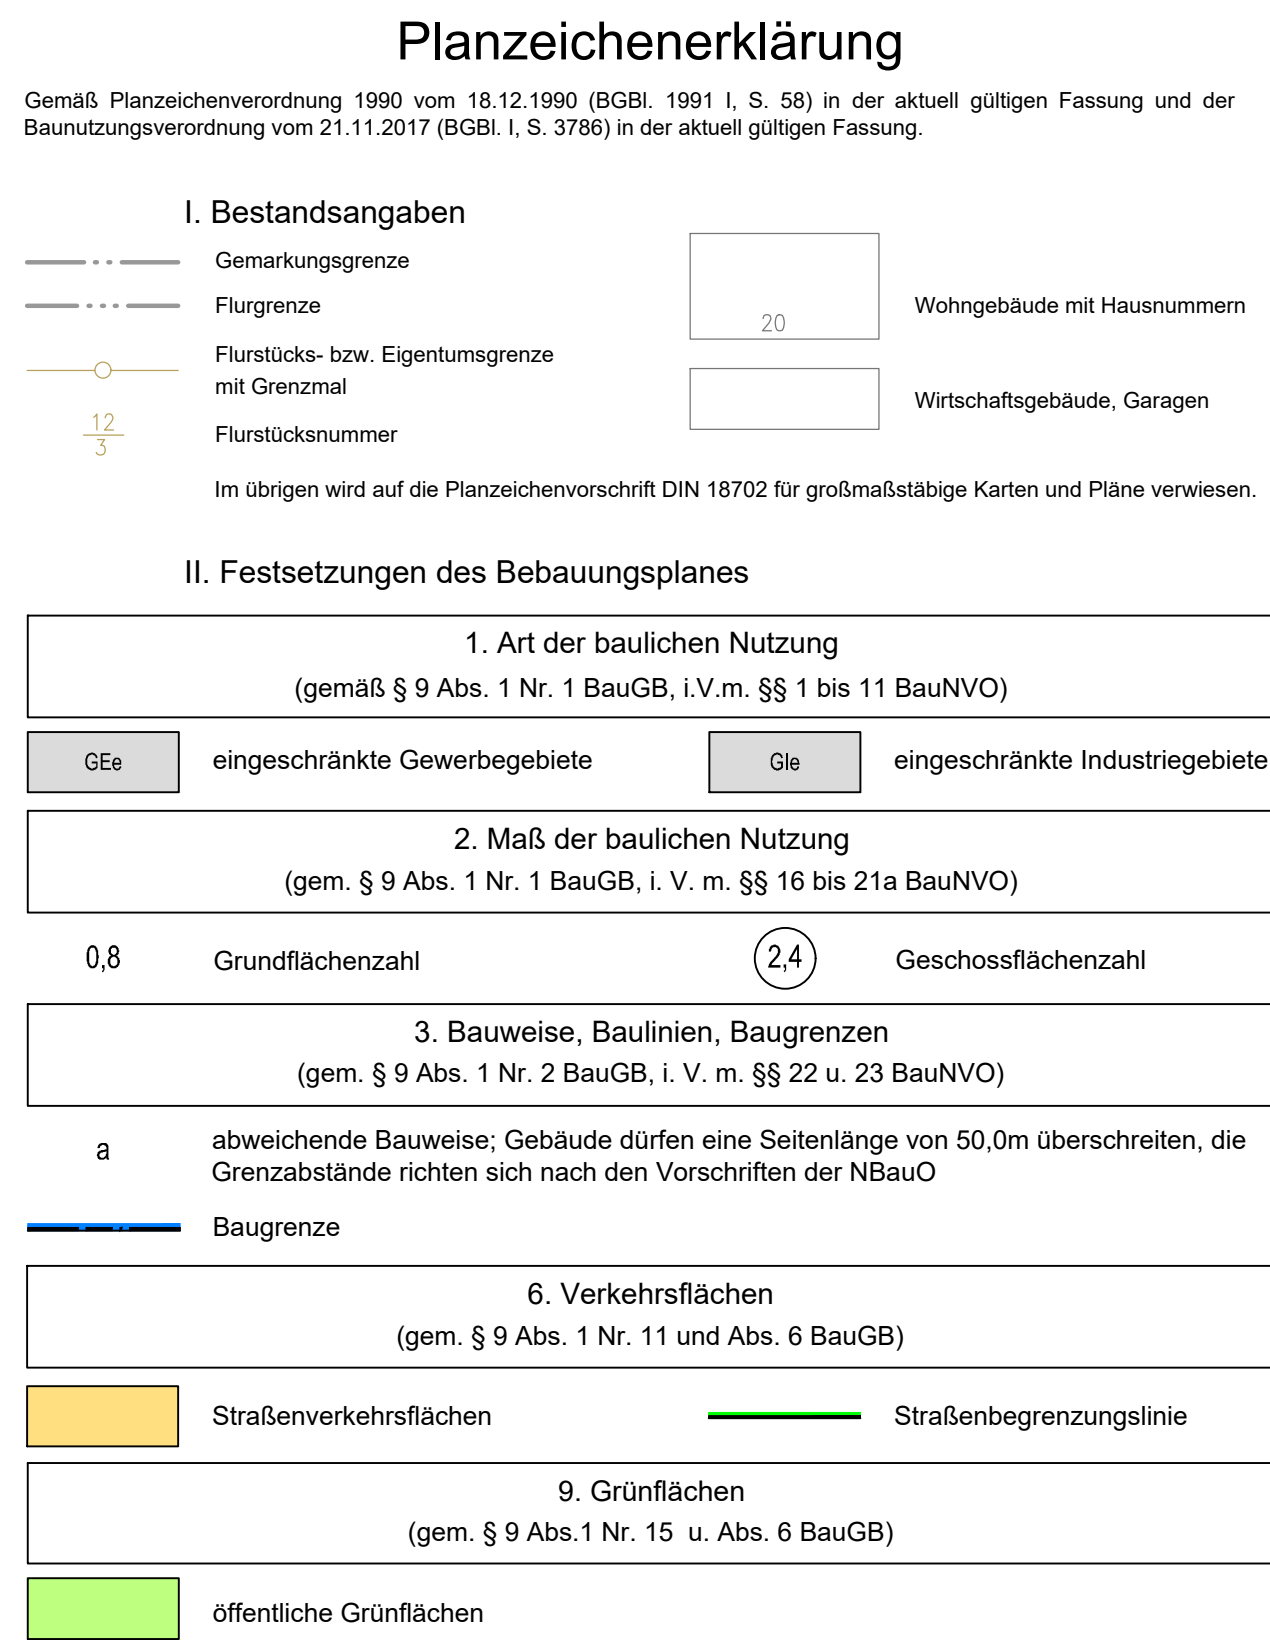 Planzeichenerklärung
Gemäß Planzeichenverordnung 1990 vom 18.12.1990 (BGBl. 1991 I, S. 58) in der aktuell gültigen Fassung und der
Baunutzungsverordnung vom 21.11.2017 (BGBl. I, S. 3786) in der aktuell gültigen Fassung.
I. Bestandsangaben
Gemarkungsgrenze
Flurgrenze
Flurstücks- bzw. Eigentumsgrenze
mit Grenzmal
12
3
Flurstücksnummer
20
Wohngebäude mit Hausnummern
Wirtschaftsgebäude, Garagen
Im übrigen wird auf die Planzeichenvorschrift DIN 18702 für großmaßstäbige Karten und Pläne verwiesen.
II. Festsetzungen des Bebauungsplanes
1. Art der baulichen Nutzung
(gemäß § 9 Abs. 1 Nr. 1 BauGB, i.V.m. §§ 1 bis 11 BauNVO)
GEe eingeschränkte Gewerbegebiete GIe eingeschränkte Industriegebiete
2. Maß der baulichen Nutzung
(gem. § 9 Abs. 1 Nr. 1 BauGB, i. V. m. §§ 16 bis 21a BauNVO)
0,8 Grundflächenzahl 2,4 Geschossflächenzahl
3. Bauweise, Baulinien, Baugrenzen
(gem. § 9 Abs. 1 Nr. 2 BauGB, i. V. m. §§ 22 u. 23 BauNVO)
a abweichende Bauweise; Gebäude dürfen eine Seitenlänge von 50,0m überschreiten, die
Grenzabstände richten sich nach den Vorschriften der NBauO
Baugrenze
6. Verkehrsflächen
(gem. § 9 Abs. 1 Nr. 11 und Abs. 6 BauGB)
Straßenverkehrsflächen Straßenbegrenzungslinie
9. Grünflächen
(gem. § 9 Abs.1 Nr. 15 u. Abs. 6 BauGB)
öffentliche Grünflächen